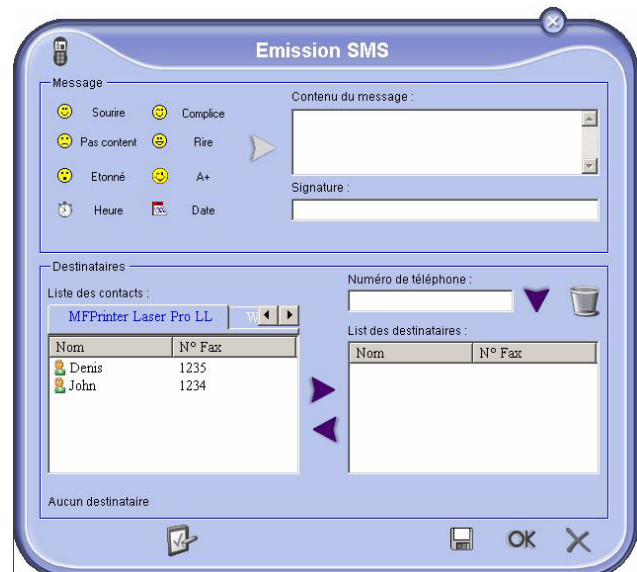 Emission SMS
Message
Sourire
Complice
Pas content
Rire
Etonné
A+
Heure
Date
Contenu du message :
Signature :
Destinataires
Liste des contacts :
MFPrinter Laser Pro LL
Nom N° Fax
Denis 1235
John 1234
Numéro de téléphone :
List des destinataires :
Nom N° Fax
Aucun destinataire
OK